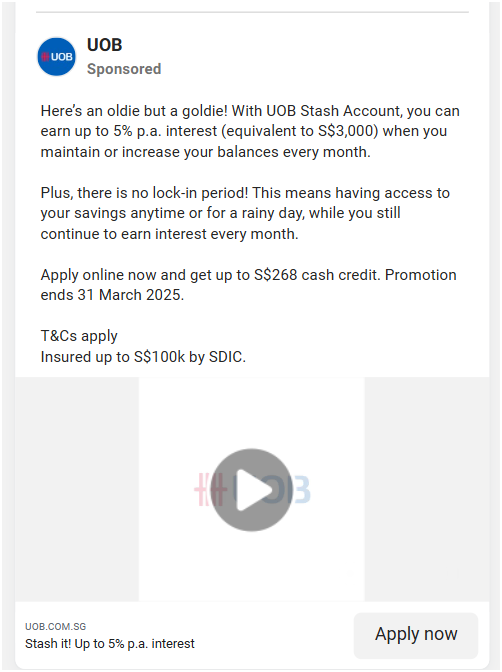 UOB
UOB
Sponsored
Here's an oldie but a goldie! With UOB Stash Account, you can
earn up to 5% p.a. interest (equivalent to S$3,000) when you
maintain or increase your balances every month.
Plus, there is no lock-in period! This means having access to
your savings anytime or for a rainy day, while you still
continue to earn interest every month.
Apply online now and get up to S$268 cash credit. Promotion
ends 31 March 2025.
T&Cs apply
Insured up to S$100k by SDIC.
UOB
UOB.COM.SG
Stash it! Up to 5% p.a. interest
Apply now